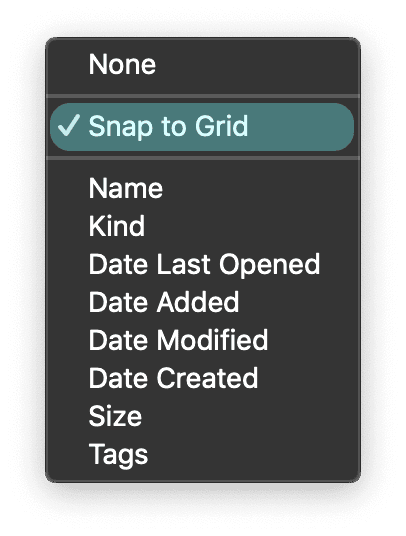 None
✓ Snap to Grid
Name
Kind
Date Last Opened
Date Added
Date Modified
Date Created
Size
Tags